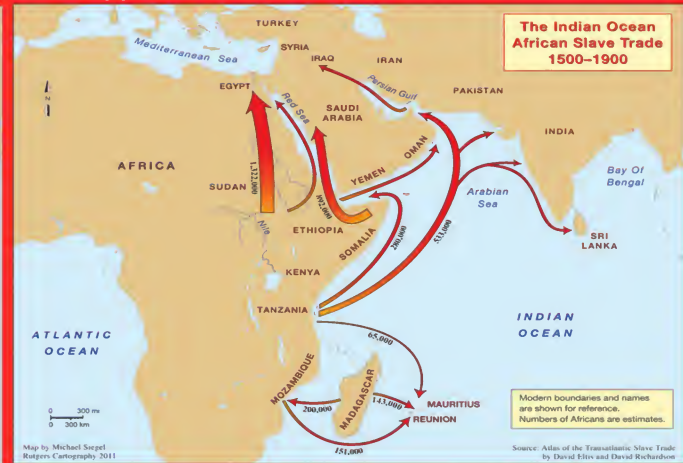 The Indian Ocean
African Slave Trade
1500–1900
TURKEY
Mediterranean Sea
SYRIA
IRAQ
IRAN
EGYPT
Persian Gulf
PAKISTAN
N
Red Sea
SAUDI
ARABIA
INDIA
OMAN
AFRICA
1,322,000
YEMEN
Bay Of
Bengal
SUDAN
892,000
Arabian
Sea
Nile
ETHIOPIA
SOMALIA
280,000
533,000
SRI
LANKA
KENYA
TANZANIA
INDIAN
OCEAN
ATLANTIC
OCEAN
65,000
MOZAMBIQUE
MADAGASCAR
200,000
143,000
MAURITIUS
REUNION
151,000
0 300 mi
0 300 km
Modern boundaries and names
are shown for reference.
Numbers of Africans are estimates.
Map by Michael Siegel
Rutgers Cartography 2011
Source: Atlas of the Transatlantic Slave Trade
by David Eltis and David Richardson